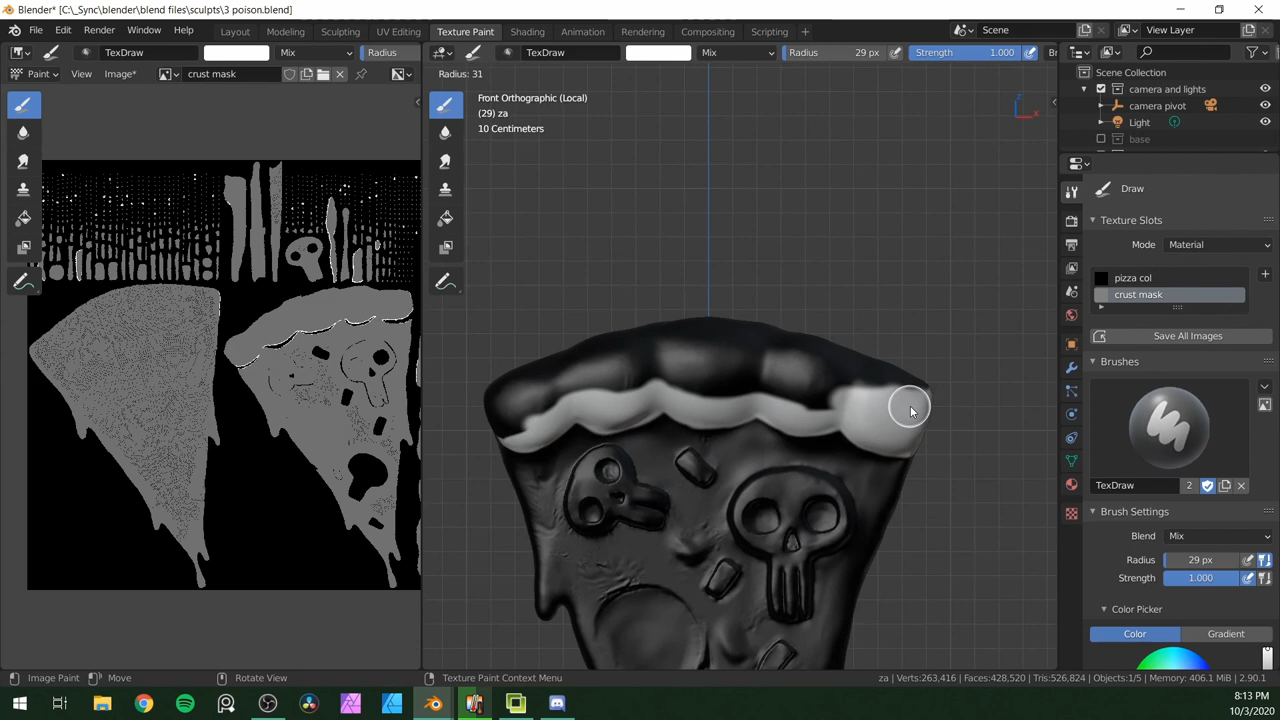 Blender* [C:\_Sync\blender\blend files\sculpts\3 poison.blend]
File Edit Render Window Help Layout Modeling Sculpting UV Editing Texture Paint Shading Animation Rendering Compositing Scripting + Scene View Layer
TexDraw Mix Radius
TexDraw Mix Radius 29 px Strength 1.000 Br
Paint View Image* crust mask
Radius: 31
Front Orthographic (Local)
(29) za
10 Centimeters
Scene Collection
camera and lights
camera pivot
Light
base
Draw
Texture Slots
Mode Material
pizza col
crust mask
Save All Images
Brushes
TexDraw 2
Brush Settings
Blend Mix
Radius 29 px
Strength 1.000
Color Picker
Color Gradient
Image Paint Move Rotate View Texture Paint Context Menu za | Verts:263,416 | Faces:428,520 | Tris:526,824 | Objects:1/5 | Memory: 406.1 MiB | 2.90.1
8:13 PM
10/3/2020